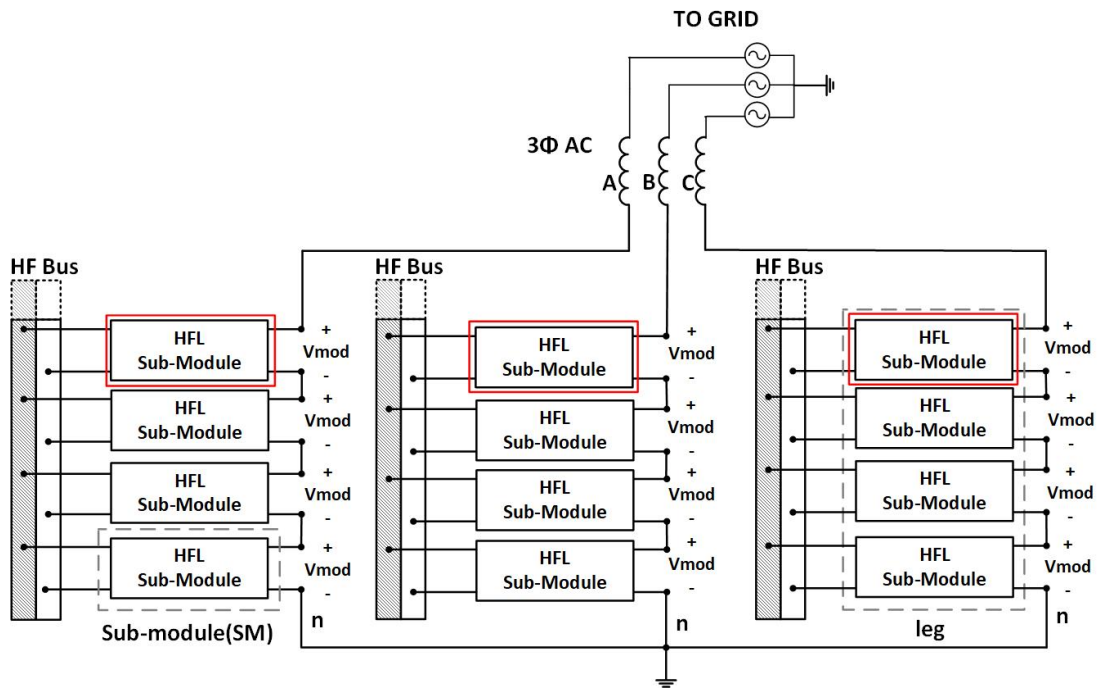 TO GRID
3Φ AC
A
B
C
HF Bus
HFL
Sub-Module
+
Vmod
-
HFL
Sub-Module
+
Vmod
-
HFL
Sub-Module
+
Vmod
-
HFL
Sub-Module
+
Vmod
-
Sub-module(SM)
n
HF Bus
HFL
Sub-Module
+
Vmod
-
HFL
Sub-Module
+
Vmod
-
HFL
Sub-Module
+
Vmod
-
HFL
Sub-Module
+
Vmod
-
n
HF Bus
HFL
Sub-Module
+
Vmod
-
HFL
Sub-Module
+
Vmod
-
HFL
Sub-Module
+
Vmod
-
HFL
Sub-Module
+
Vmod
-
leg
n